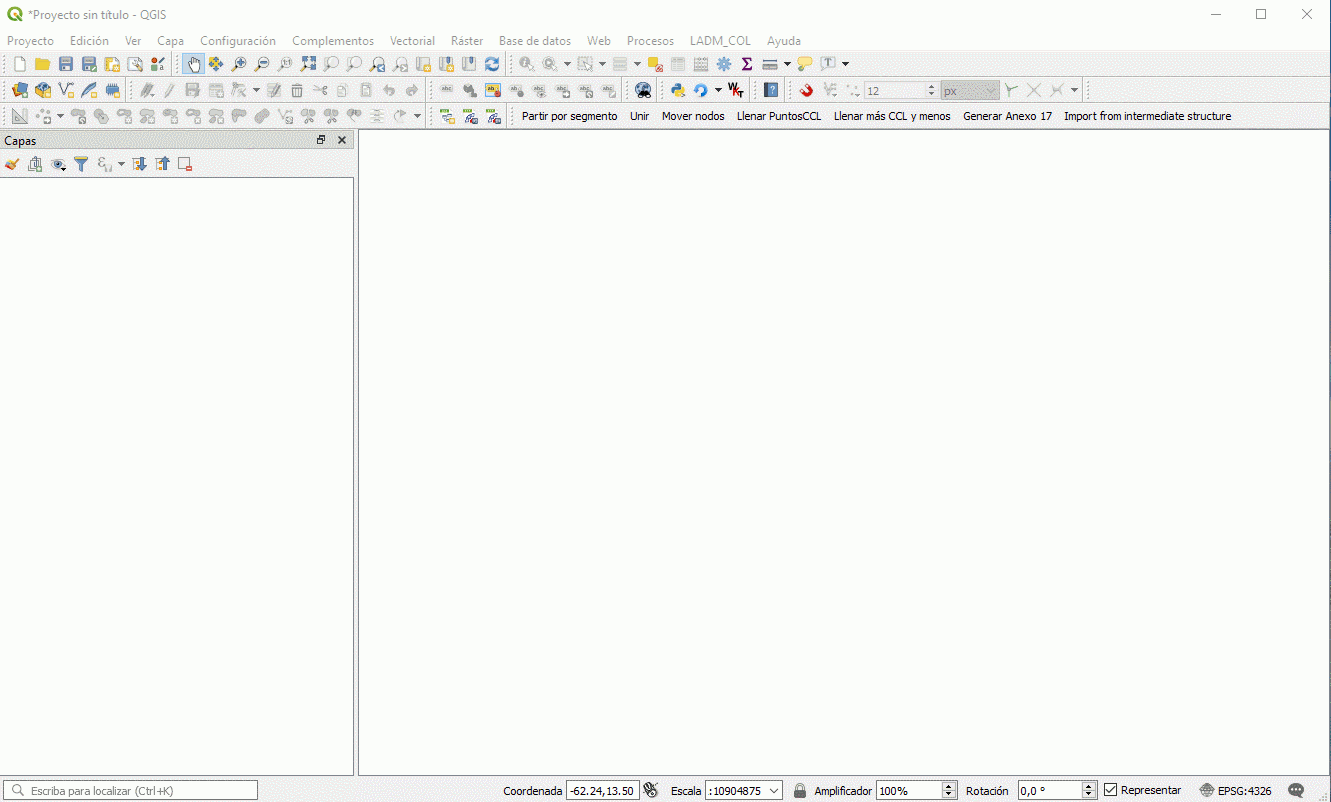 *Proyecto sin título - QGIS
Proyecto Edición Ver Capa Configuración Complementos Vectorial Ráster Base de datos Web Procesos LADM_COL Ayuda
12 px
Partir por segmento Unir Mover nodos Llenar PuntosCCL Llenar más CCL y menos Generar Anexo 17 Import from intermediate structure
Capas
Escriba para localizar (Ctrl+K) Coordenada -62.24,13.50 Escala :10904875 Amplificador 100% Rotación 0,0 ° Representar EPSG:4326